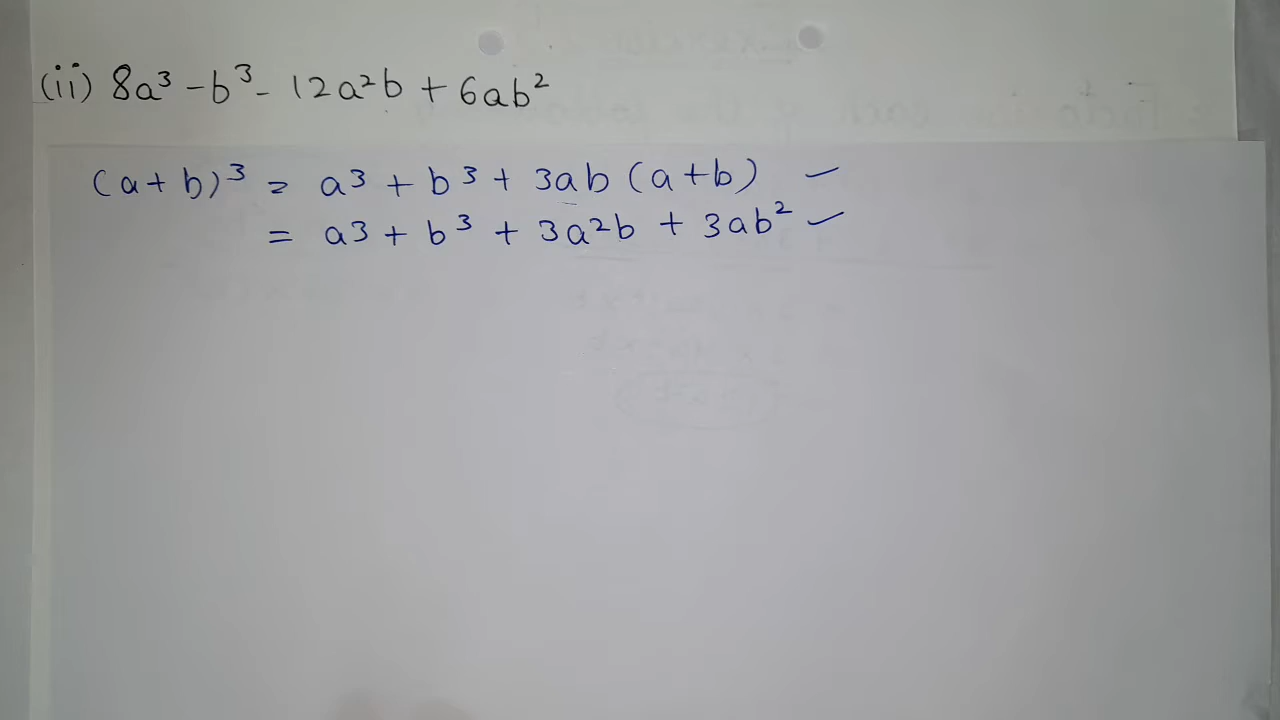 (ii) 8a³ - b³ - 12a²b + 6ab²
(a + b)³ = a³ + b³ + 3ab (a+b)
= a³ + b³ + 3a²b + 3ab²